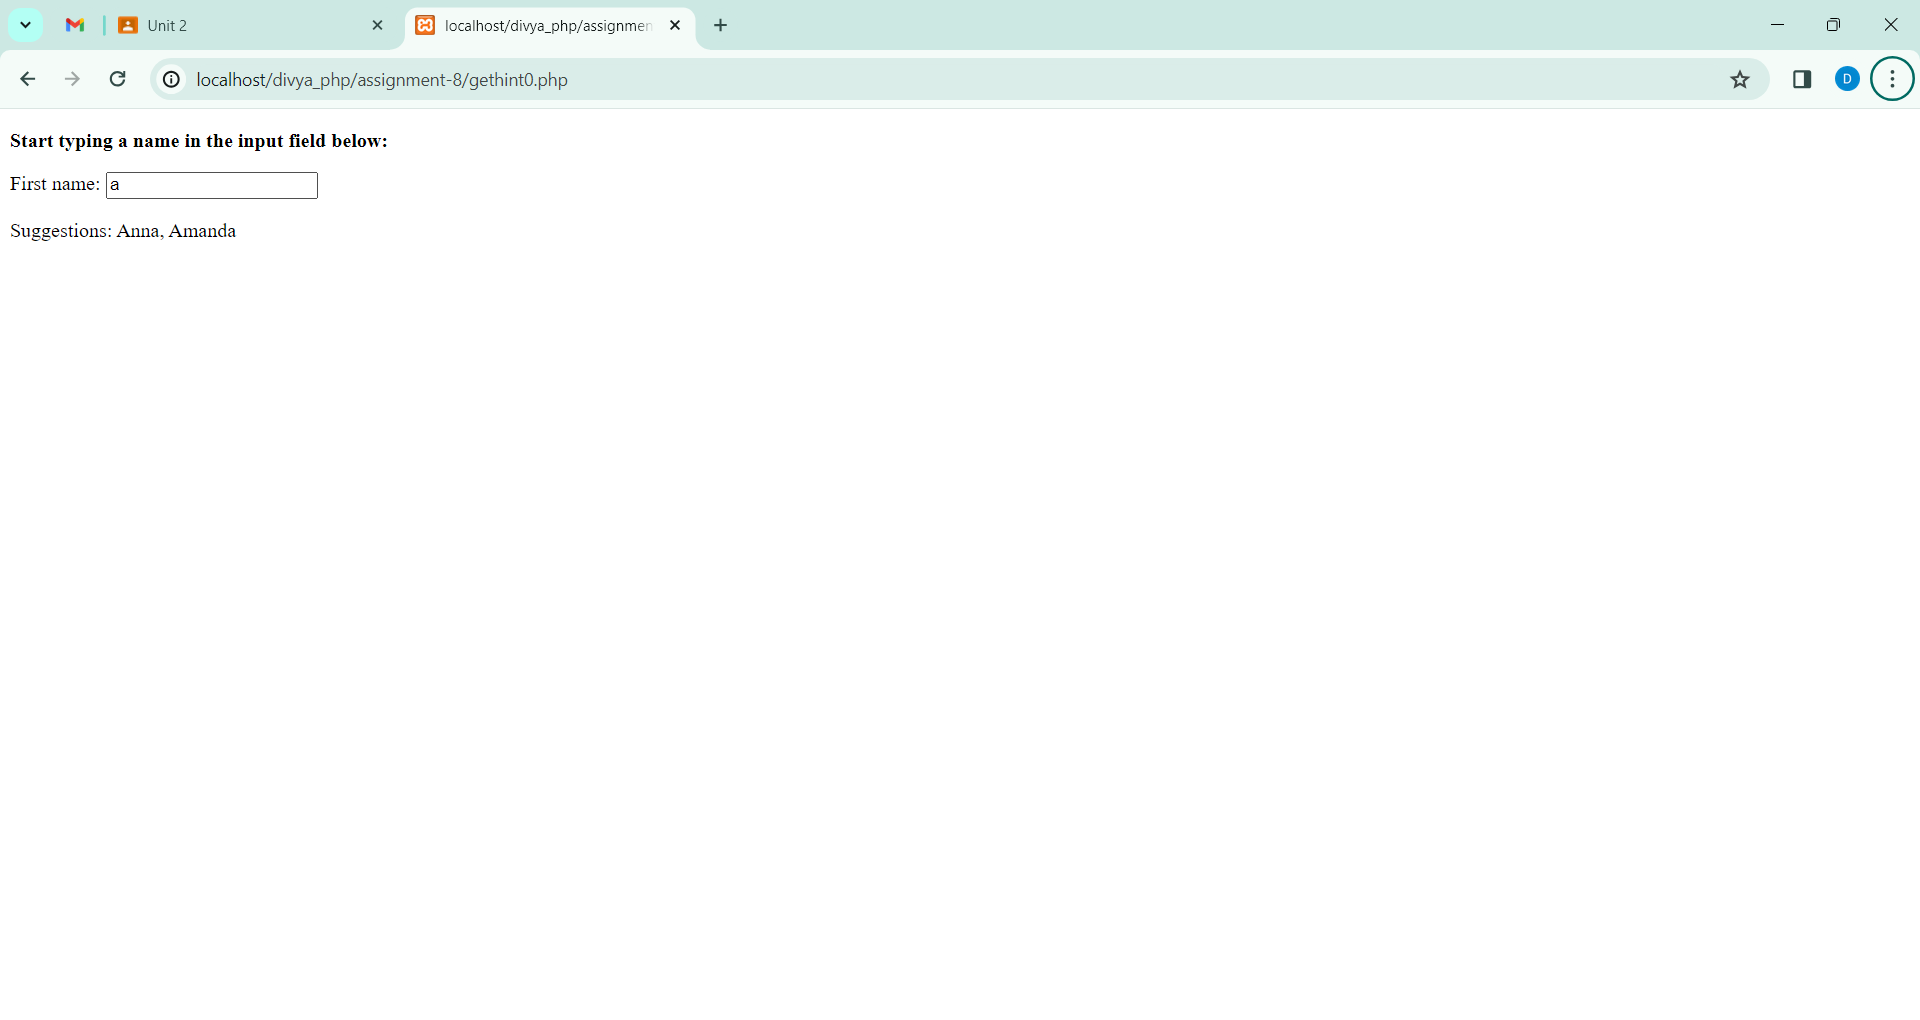 Unit 2
localhost/divya_php/assignmen
localhost/divya_php/assignment-8/gethint0.php
D
Start typing a name in the input field below:
First name: a
Suggestions: Anna, Amanda